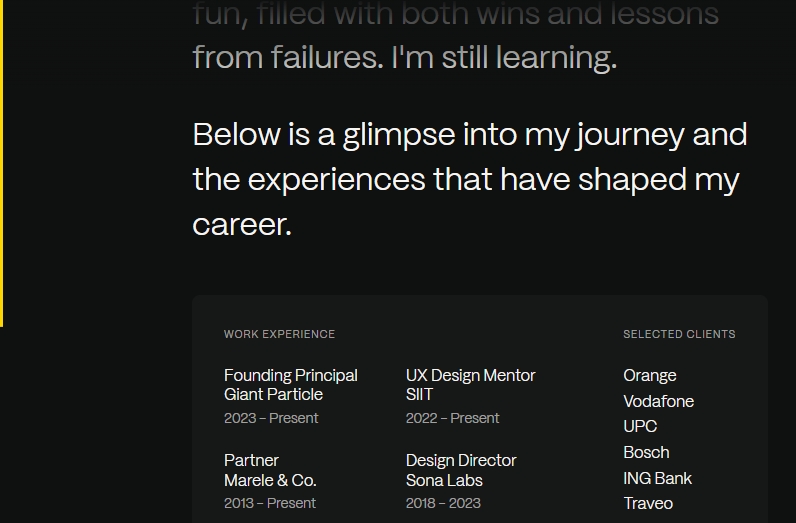 fun, filled with both wins and lessons
from failures. I'm still learning.
Below is a glimpse into my journey and
the experiences that have shaped my
career.
WORK EXPERIENCE
Founding Principal
Giant Particle
2023 – Present
UX Design Mentor
SIIT
2022 – Present
Partner
Marele & Co.
2013 – Present
Design Director
Sona Labs
2018 – 2023
SELECTED CLIENTS
Orange
Vodafone
UPC
Bosch
ING Bank
Traveo